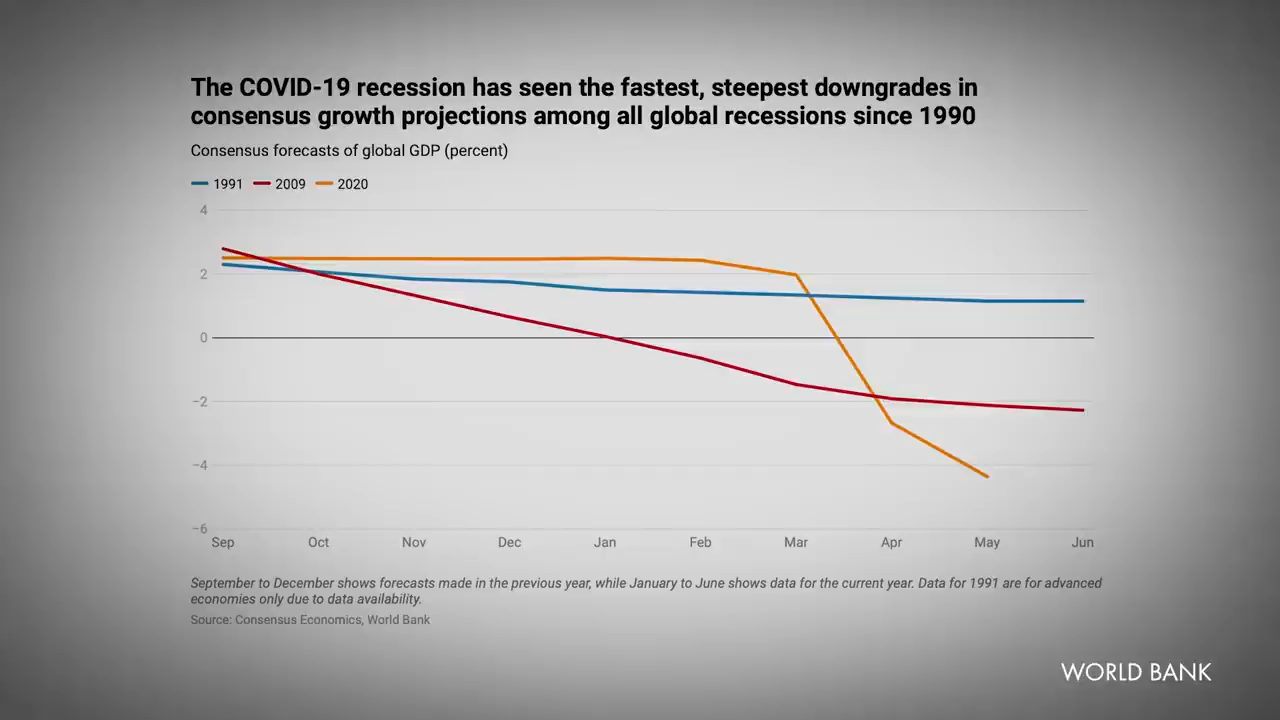 The COVID-19 recession has seen the fastest, steepest downgrades in
consensus growth projections among all global recessions since 1990
Consensus forecasts of global GDP (percent)
1991 2009 2020
4
2
0
−2
−4
−6
Sep Oct Nov Dec Jan Feb Mar Apr May Jun
September to December shows forecasts made in the previous year, while January to June shows data for the current year. Data for 1991 are for advanced
economies only due to data availability.
Source: Consensus Economics, World Bank
WORLD BANK